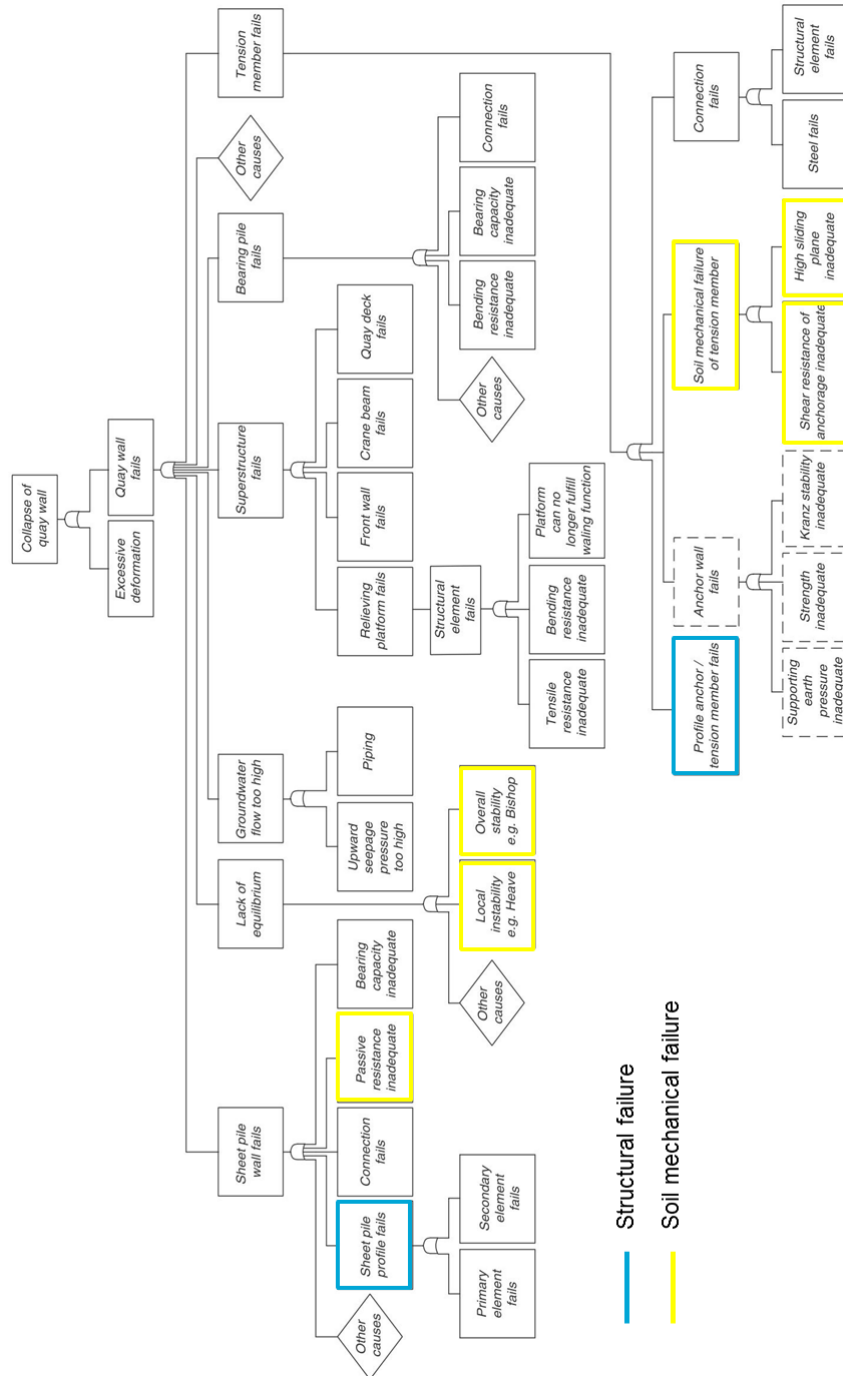 Collapse of
quay wall
Excessive
deformation
Quay wall
fails
Sheet pile
wall fails
Lack of
equilibrium
Groundwater
flow too high
Superstructure
fails
Bearing pile
fails
Other
causes
Tension
member fails
Other
causes
Sheet pile
profile fails
Connection
fails
Passive
resistance
inadequate
Bearing
capacity
inadequate
Primary
element
fails
Secondary
element
fails
Other
causes
Local
instability
e.g. Heave
Overall
stability
e.g. Bishop
Upward
seepage
pressure
too high
Piping
Relieving
platform fails
Front wall
fails
Crane beam
fails
Quay deck
fails
Structural
element
fails
Tensile
resistance
inadequate
Bending
resistance
inadequate
Platform
can no
longer fulfill
waling function
Other
causes
Bending
resistance
inadequate
Bearing
capacity
inadequate
Connection
fails
Profile anchor /
tension member fails
Anchor wall
fails
Soil mechanical failure
of tension member
Connection
fails
Supporting
earth
pressure
inadequate
Strength
inadequate
Kranz stability
inadequate
Shear resistance of
anchorage inadequate
High sliding
plane
inadequate
Steel fails
Structural
element
fails
Structural failure
Soil mechanical failure